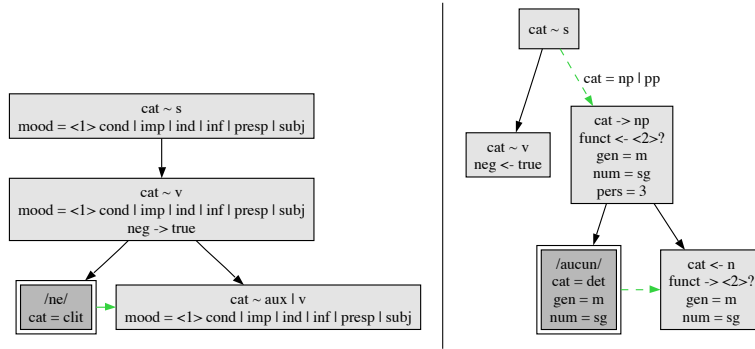 cat ~ s
mood = <1> cond | imp | ind | inf | presp | subj
cat ~ v
mood = <1> cond | imp | ind | inf | presp | subj
neg -> true
/ne/
cat = clit
cat ~ aux | v
mood = <1> cond | imp | ind | inf | presp | subj
cat ~ s
cat = np | pp
cat ~ v
neg <- true
cat -> np
funct <- <2>?
gen = m
num = sg
pers = 3
/aucun/
cat = det
gen = m
num = sg
cat <- n
funct -> <2>?
gen = m
num = sg